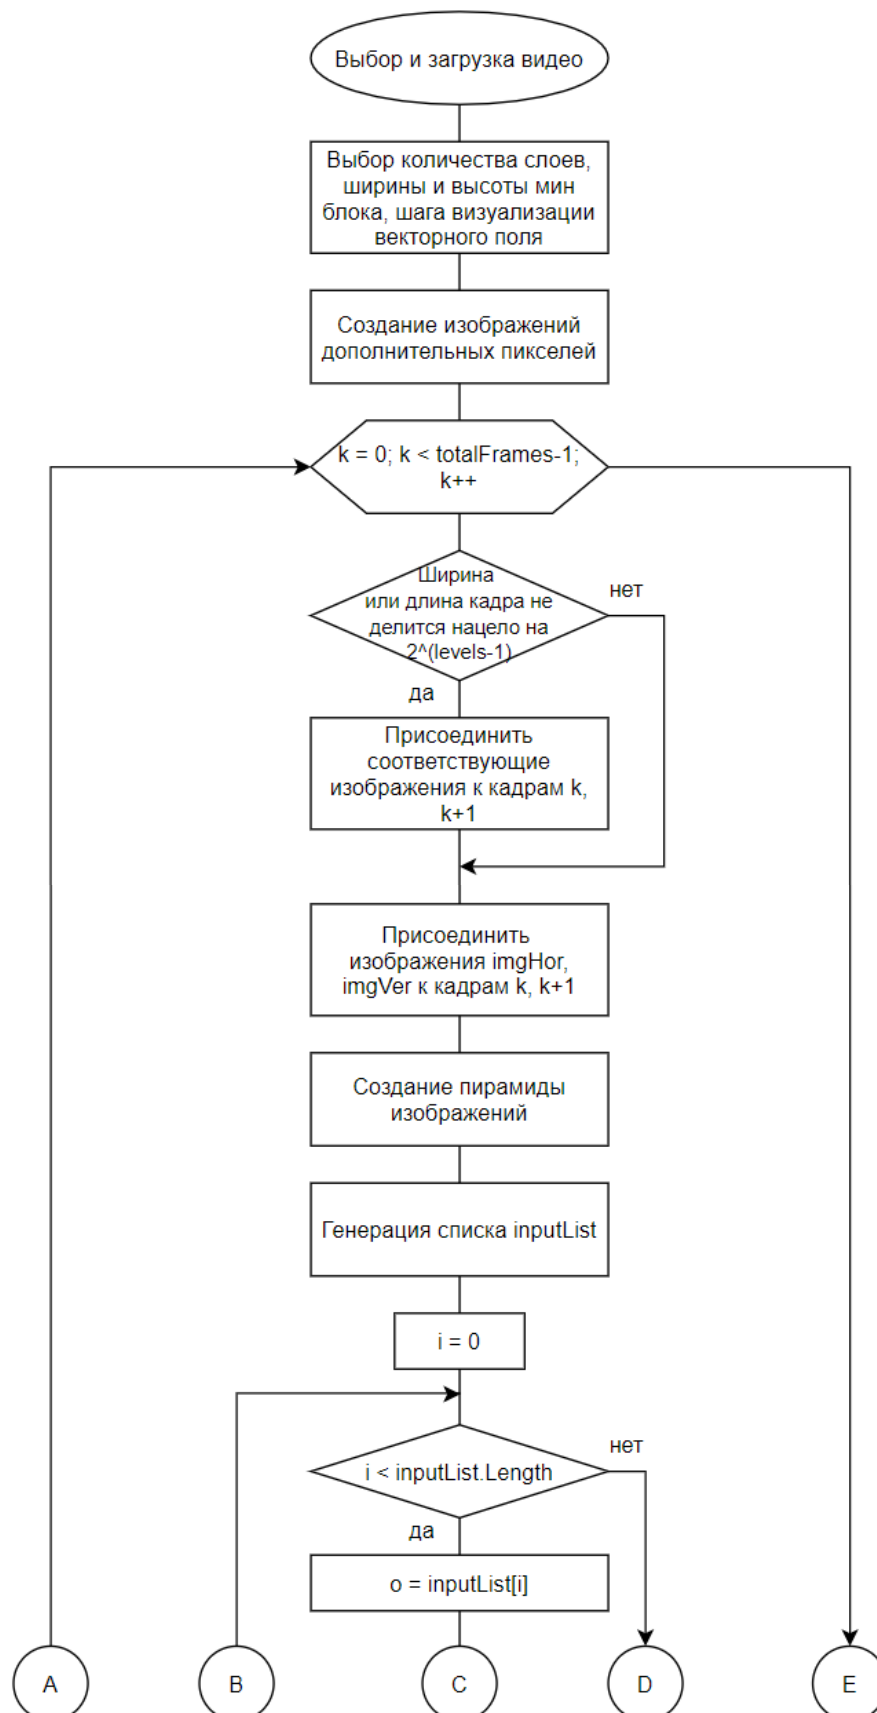 Выбор и загрузка видео
Выбор количества слоев,
ширины и высоты мин
блока, шага визуализации
векторного поля
Создание изображений
дополнительных пикселей
k = 0; k < totalFrames-1;
k++
Ширина
или длина кадра не
делится нацело на
2^(levels-1)
нет
да
Присоединить
соответствующие
изображения к кадрам k,
k+1
Присоединить
изображения imgHor,
imgVer к кадрам k, k+1
Создание пирамиды
изображений
Генерация списка inputList
i = 0
i < inputList.Length
нет
да
o = inputList[i]
A
B
C
D
E